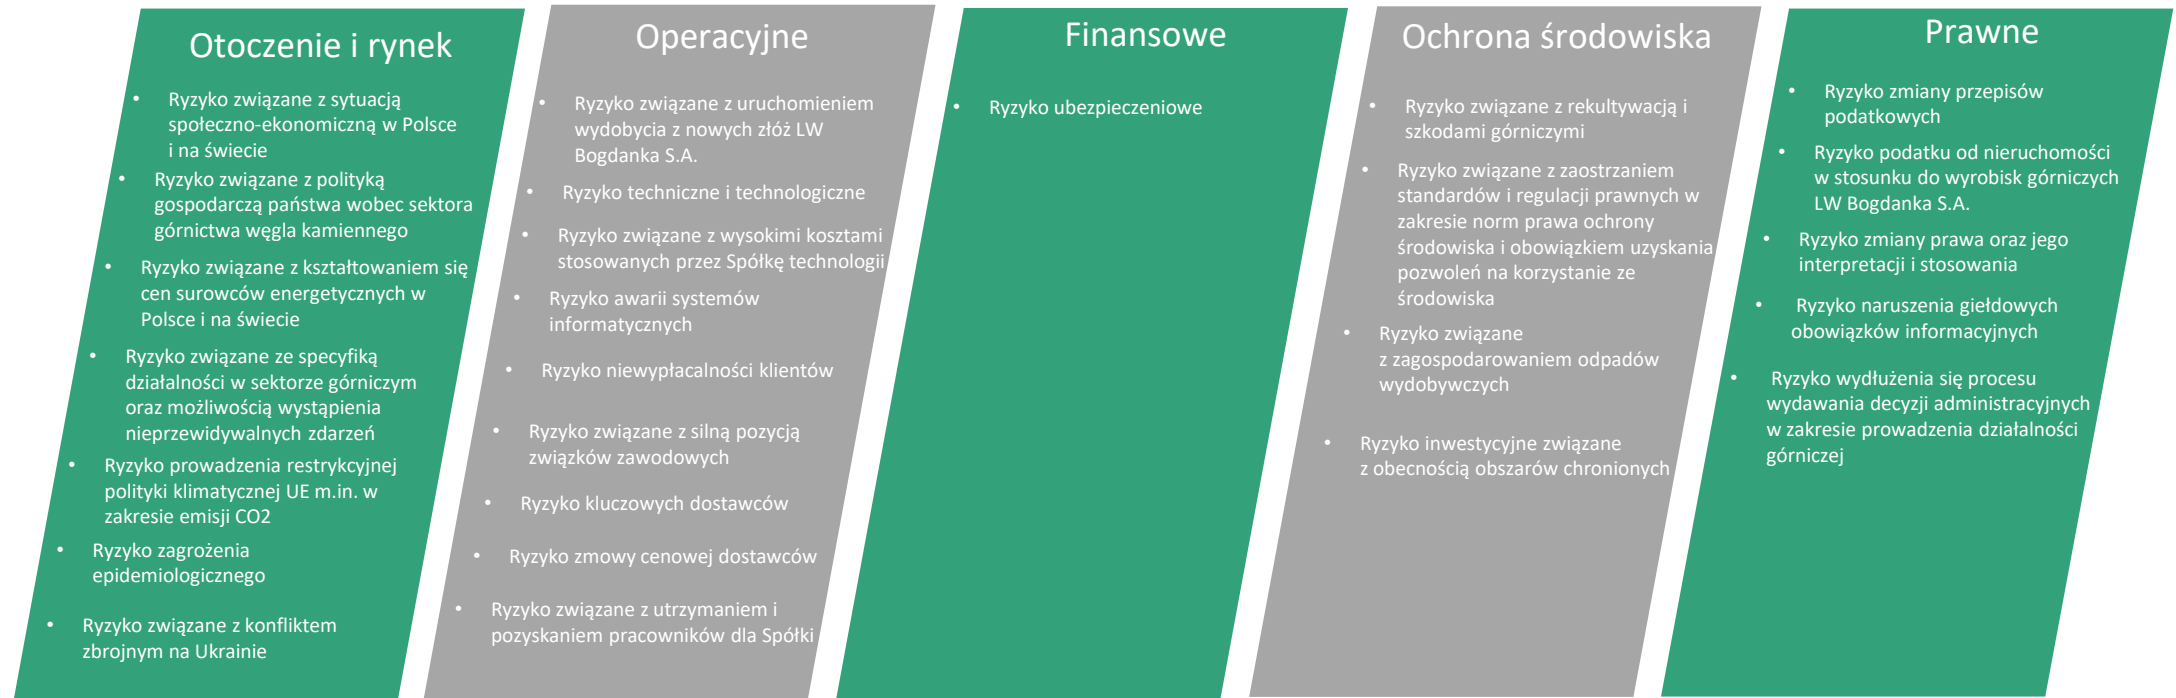 Otoczenie i rynek
• Ryzyko związane z sytuacją
społeczno-ekonomiczną w Polsce
i na świecie
• Ryzyko związane z polityką
gospodarczą państwa wobec sektora
górnictwa węgla kamiennego
• Ryzyko związane z kształtowaniem się
cen surowców energetycznych w
Polsce i na świecie
• Ryzyko związane ze specyfiką
działalności w sektorze górniczym
oraz możliwością wystąpienia
nieprzewidywalnych zdarzeń
• Ryzyko prowadzenia restrykcyjnej
polityki klimatycznej UE m.in. w
zakresie emisji CO2
• Ryzyko zagrożenia
epidemiologicznego
• Ryzyko związane z konfliktem
zbrojnym na Ukrainie
Operacyjne
• Ryzyko związane z uruchomieniem
wydobycia z nowych złóż LW
Bogdanka S.A.
• Ryzyko techniczne i technologiczne
• Ryzyko związane z wysokimi kosztami
stosowanych przez Spółkę technologii
• Ryzyko awarii systemów
informatycznych
• Ryzyko niewypłacalności klientów
• Ryzyko związane z silną pozycją
związków zawodowych
• Ryzyko kluczowych dostawców
• Ryzyko zmowy cenowej dostawców
• Ryzyko związane z utrzymaniem i
pozyskaniem pracowników dla Spółki
Finansowe
• Ryzyko ubezpieczeniowe
Ochrona środowiska
• Ryzyko związane z rekultywacją i
szkodami górniczymi
• Ryzyko związane z zaostrzaniem
standardów i regulacji prawnych w
zakresie norm prawa ochrony
środowiska i obowiązkiem uzyskania
pozwoleń na korzystanie ze
środowiska
• Ryzyko związane
z zagospodarowaniem odpadów
wydobywczych
• Ryzyko inwestycyjne związane
z obecnością obszarów chronionych
Prawne
• Ryzyko zmiany przepisów
podatkowych
• Ryzyko podatku od nieruchomości
w stosunku do wyrobisk górniczych
LW Bogdanka S.A.
• Ryzyko zmiany prawa oraz jego
interpretacji i stosowania
• Ryzyko naruszenia giełdowych
obowiązków informacyjnych
• Ryzyko wydłużenia się procesu
wydawania decyzji administracyjnych
w zakresie prowadzenia działalności
górniczej